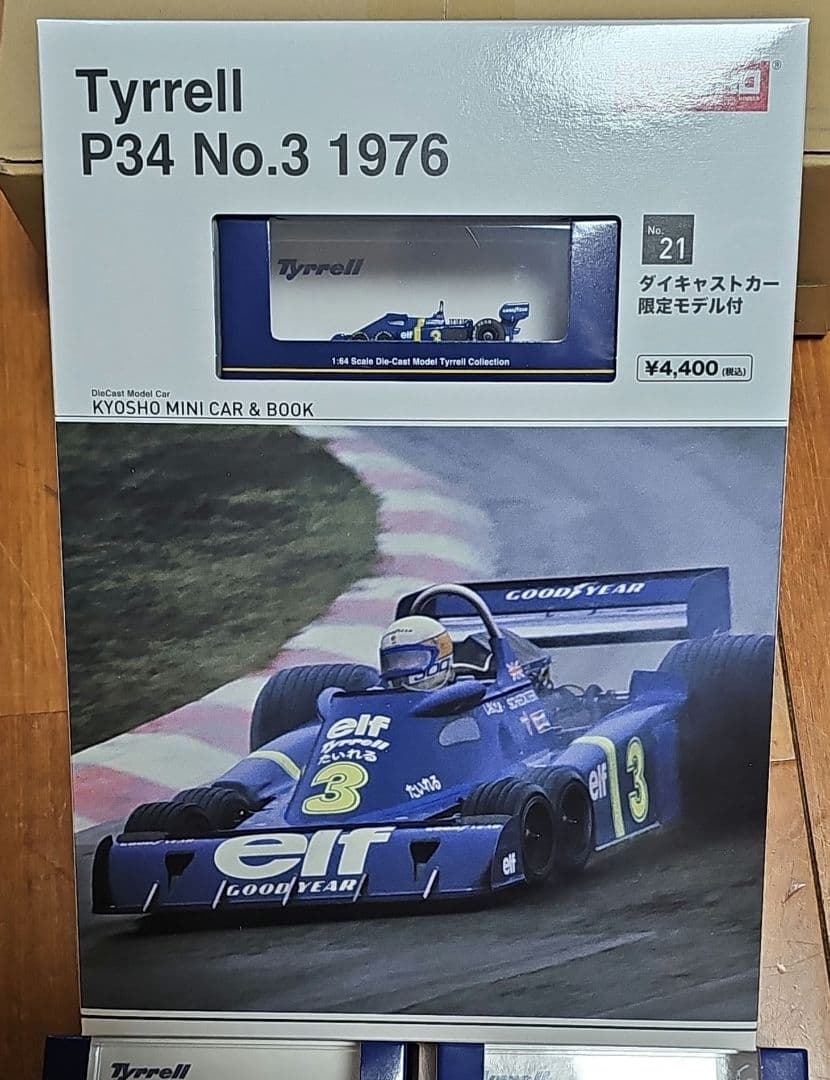 Tyrrell
P34 No.3 1976
®
Tyrrell
elf 3
1:64 Scale Die-Cast Model Tyrrell Collection
No.
21
ダイキャストカー
限定モデル付
¥4,400(税込)
DieCast Model Car
KYOSHO MINI CAR & BOOK
GOODYEAR
elf
Tyrrell
たいれる
3
たいれる
elf 3
elf
GOODYEAR
elf
Tyrrell